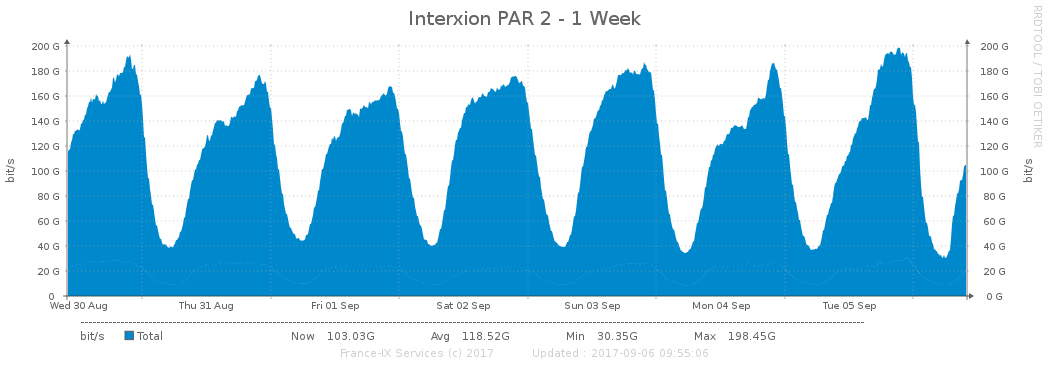 Interxion PAR 2 - 1 Week
RRDTOOL / TOBI OETIKER
200 G 200 G
180 G 180 G
160 G 160 G
140 G 140 G
120 G 120 G
100 G 100 G
80 G 80 G
60 G 60 G
40 G 40 G
20 G 20 G
0 0 G
bit/s bit/s
Wed 30 Aug Thu 31 Aug Fri 01 Sep Sat 02 Sep Sun 03 Sep Mon 04 Sep Tue 05 Sep
bit/s Total Now 103.03G Avg 118.52G Min 30.35G Max 198.45G
France-IX Services (c) 2017 Updated : 2017-09-06 09:55:06